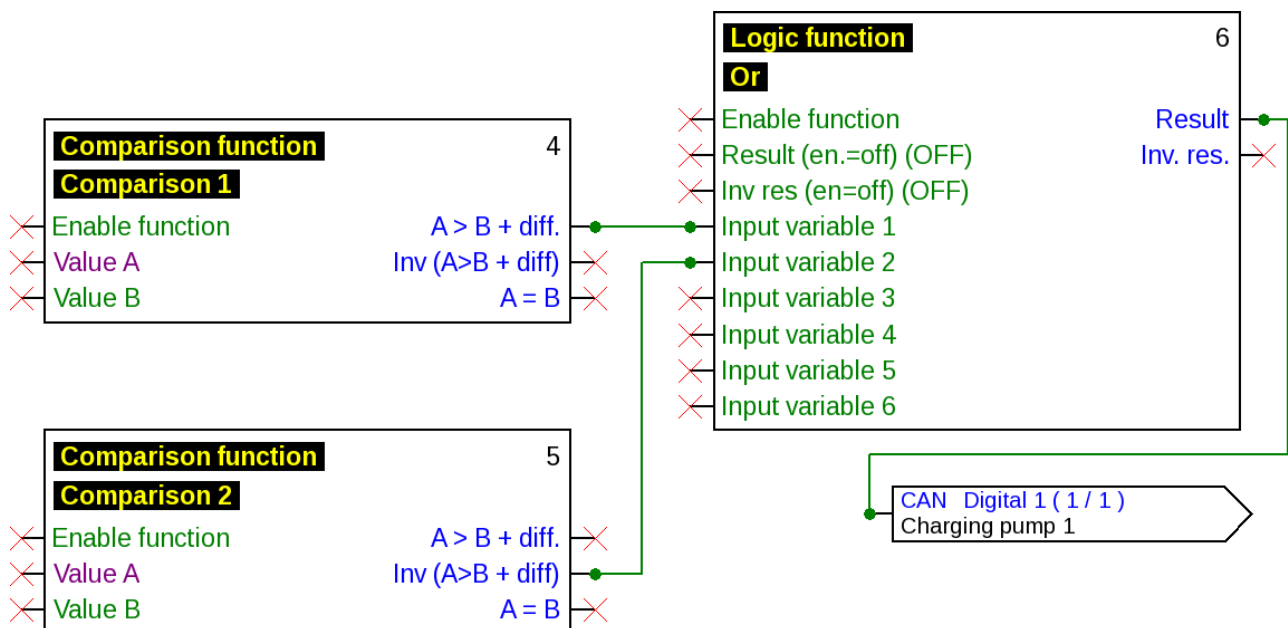 Comparison function 4
Comparison 1
Enable function A > B + diff.
Value A Inv (A>B + diff)
Value B A = B
Comparison function 5
Comparison 2
Enable function A > B + diff.
Value A Inv (A>B + diff)
Value B A = B
Logic function 6
Or
Enable function Result
Result (en.=off) (OFF) Inv. res.
Inv res (en=off) (OFF)
Input variable 1
Input variable 2
Input variable 3
Input variable 4
Input variable 5
Input variable 6
CAN Digital 1 ( 1 / 1 )
Charging pump 1